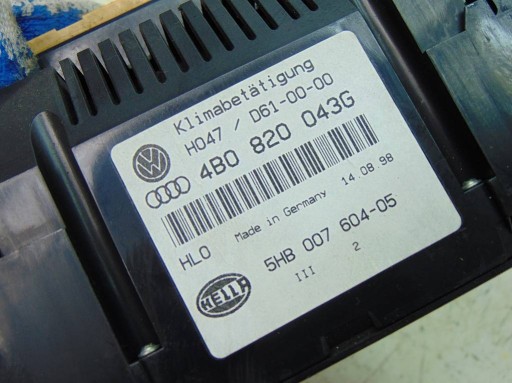 Klimabetätigung
H047 / D61-00-00
4B0 820 043G
HL0 Made in Germany 14.08.98
5HB 007 604-05
HELLA III 2